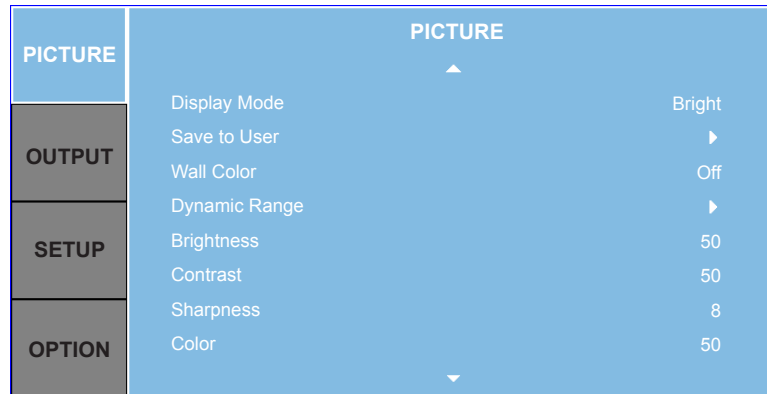 PICTURE
PICTURE
Display Mode Bright
Save to User
OUTPUT
Wall Color Off
Dynamic Range
SETUP
Brightness 50
Contrast 50
Sharpness 8
OPTION
Color 50